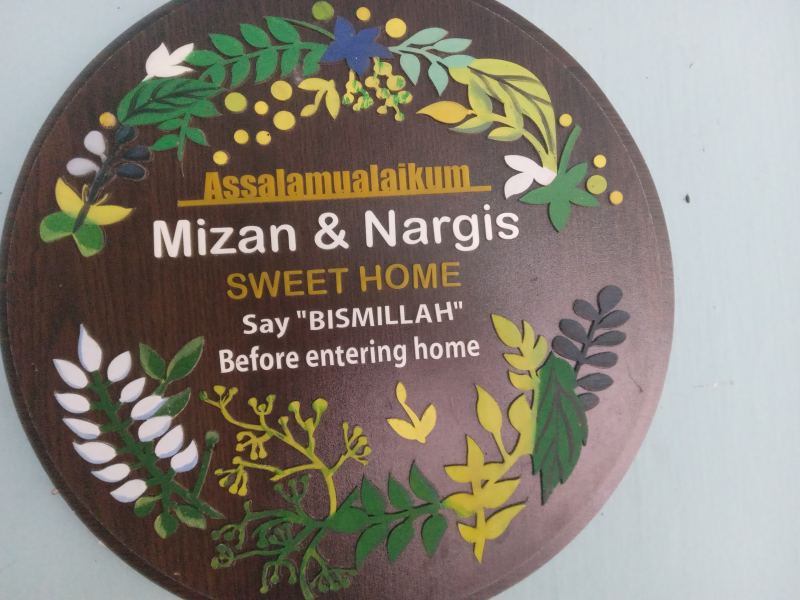 Assalamualaikum
Mizan & Nargis
SWEET HOME
Say "BISMILLAH"
Before entering home